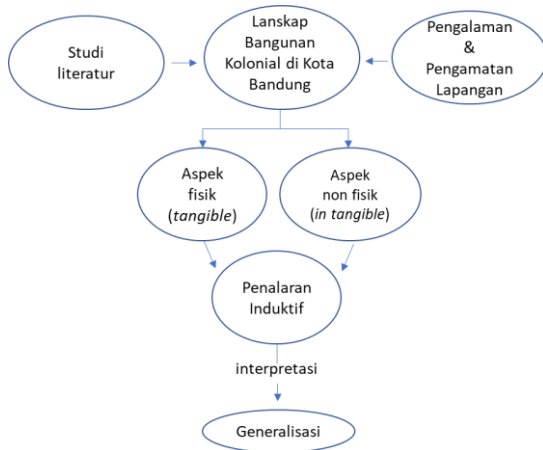 Studi
literatur
Lanskap
Bangunan
Kolonial di Kota
Bandung
Pengalaman
&
Pengamatan
Lapangan
Aspek
fisik
(tangible)
Aspek
non fisik
(in tangible)
Penalaran
Induktif
interpretasi
Generalisasi